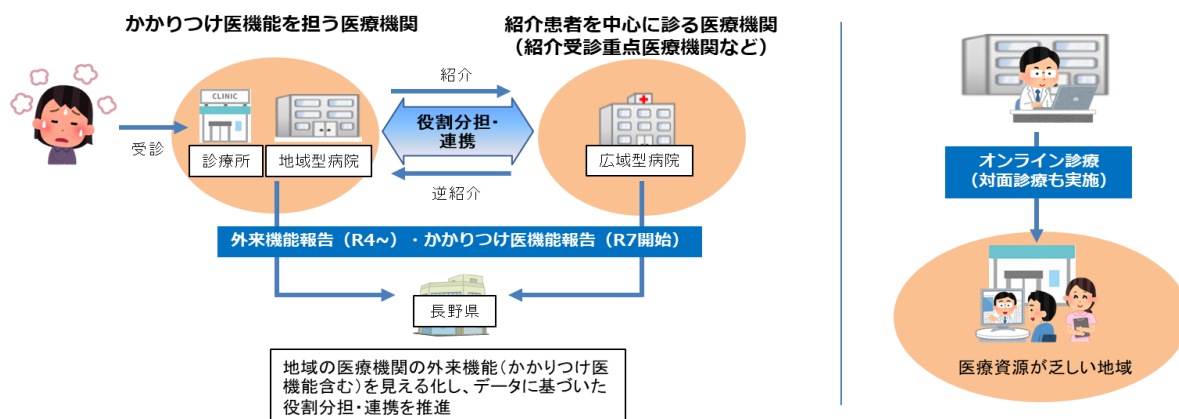 かかりつけ医機能を担う医療機関
紹介患者を中心に診る医療機関
（紹介受診重点医療機関など）
紹介
CLINIC
役割分担・
連携
受診
診療所
地域型病院
広域型病院
逆紹介
外来機能報告（R4~）・かかりつけ医機能報告（R7開始）
長野県
地域の医療機関の外来機能（かかりつけ医
機能含む）を見える化し、データに基づいた
役割分担・連携を推進
オンライン診療
（対面診療も実施）
医療資源が乏しい地域